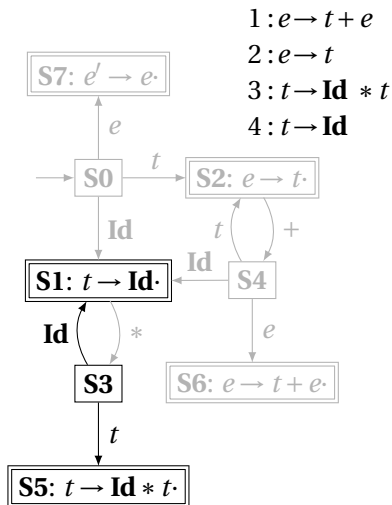 1 : e → t + e
2 : e → t
3 : t → Id * t
4 : t → Id
S7: e′ → e·
e
S0
t
S2: e → t·
Id
t
+
S1: t → Id·
Id
S4
Id
*
e
S3
S6: e → t + e·
t
S5: t → Id * t·